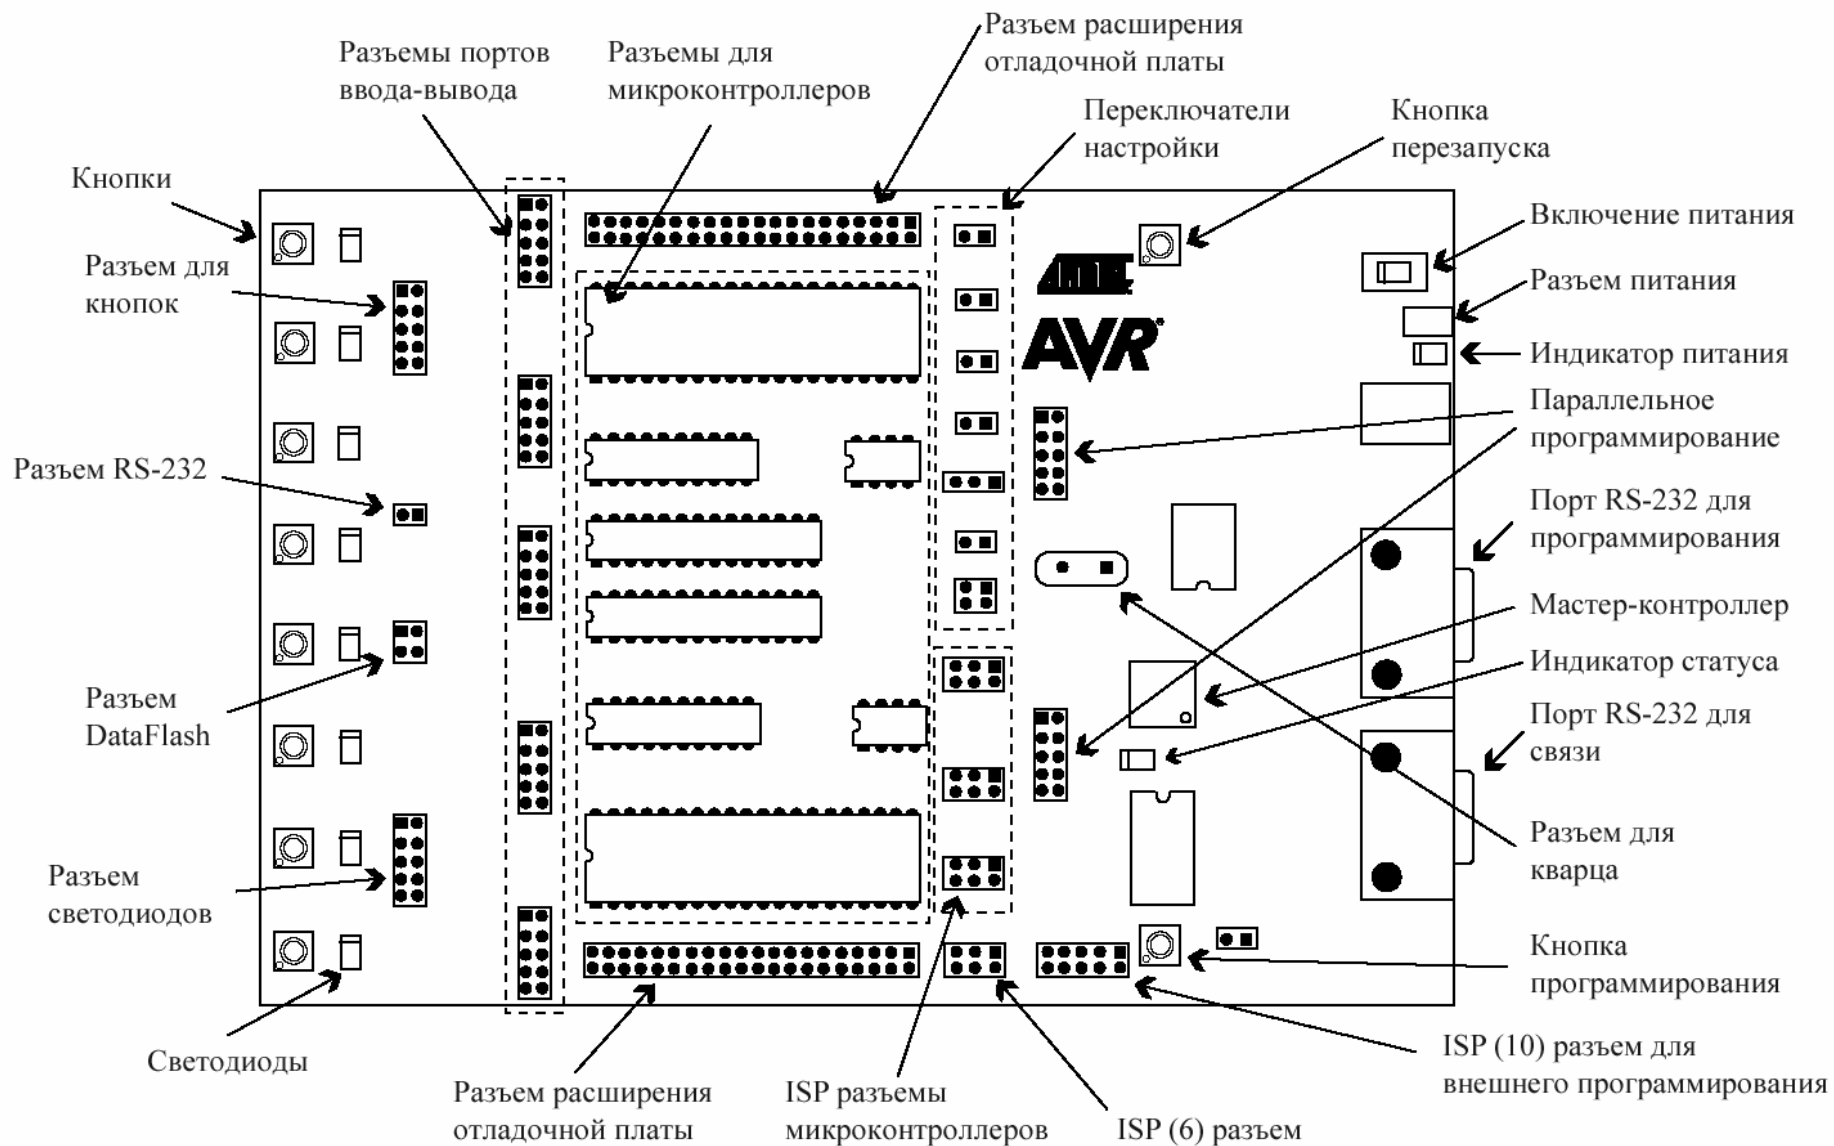 Разъем расширения
отладочной платы
Разъемы портов
ввода-вывода
Разъемы для
микроконтроллеров
Переключатели
настройки
Кнопка
перезапуска
Кнопки
Включение питания
Разъем для
кнопок
Разъем питания
ATMEL
AVR
Индикатор питания
Параллельное
программирование
Разъем RS-232
Порт RS-232 для
программирования
Мастер-контроллер
Индикатор статуса
Разъем
DataFlash
Порт RS-232 для
связи
Разъем для
кварца
Разъем
светодиодов
Кнопка
программирования
Светодиоды
ISP (10) разъем для
внешнего программирования
Разъем расширения
отладочной платы
ISP разъемы
микроконтроллеров
ISP (6) разъем